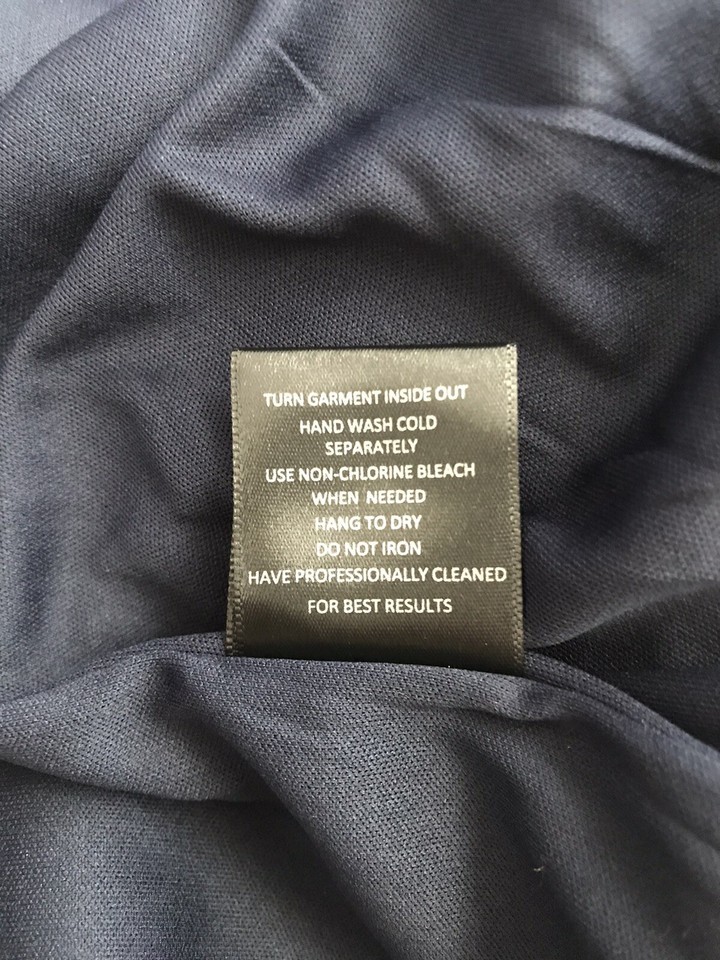 TURN GARMENT INSIDE OUT
HAND WASH COLD
SEPARATELY
USE NON-CHLORINE BLEACH
WHEN NEEDED
HANG TO DRY
DO NOT IRON
HAVE PROFESSIONALLY CLEANED
FOR BEST RESULTS